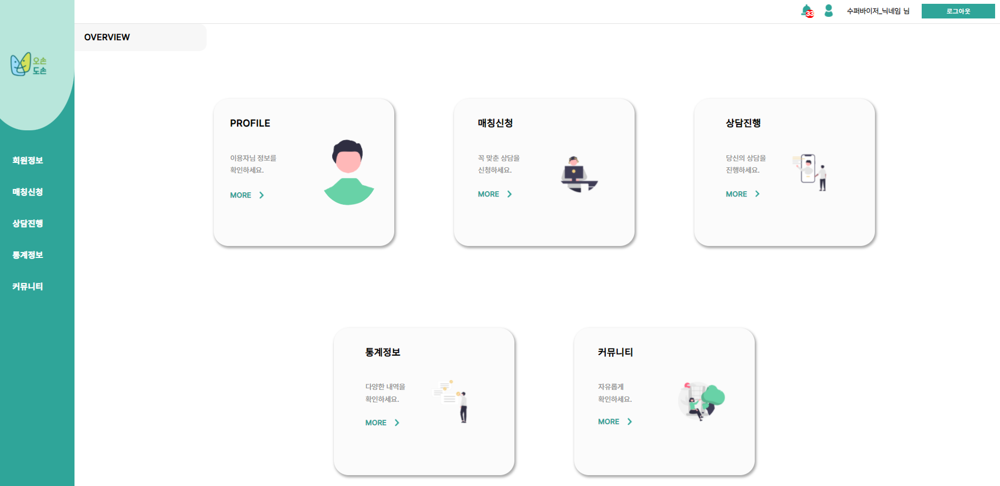 33
수퍼바이저_닉네임 님
로그아웃
OVERVIEW
오손
도손
회원정보
매칭신청
상담진행
통계정보
커뮤니티
PROFILE
이용자님 정보를
확인하세요.
MORE
매칭신청
꼭 맞춘 상담을
신청하세요.
MORE
상담진행
당신의 상담을
진행하세요.
MORE
통계정보
다양한 내역을
확인하세요.
MORE
커뮤니티
자유롭게
확인하세요.
MORE